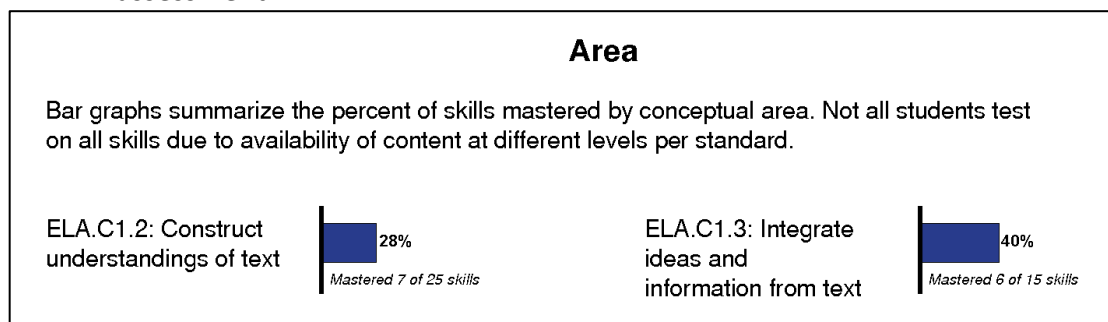 Area
Bar graphs summarize the percent of skills mastered by conceptual area. Not all students test
on all skills due to availability of content at different levels per standard.
ELA.C1.2: Construct
understandings of text
28%
Mastered 7 of 25 skills
ELA.C1.3: Integrate
ideas and
information from text
40%
Mastered 6 of 15 skills